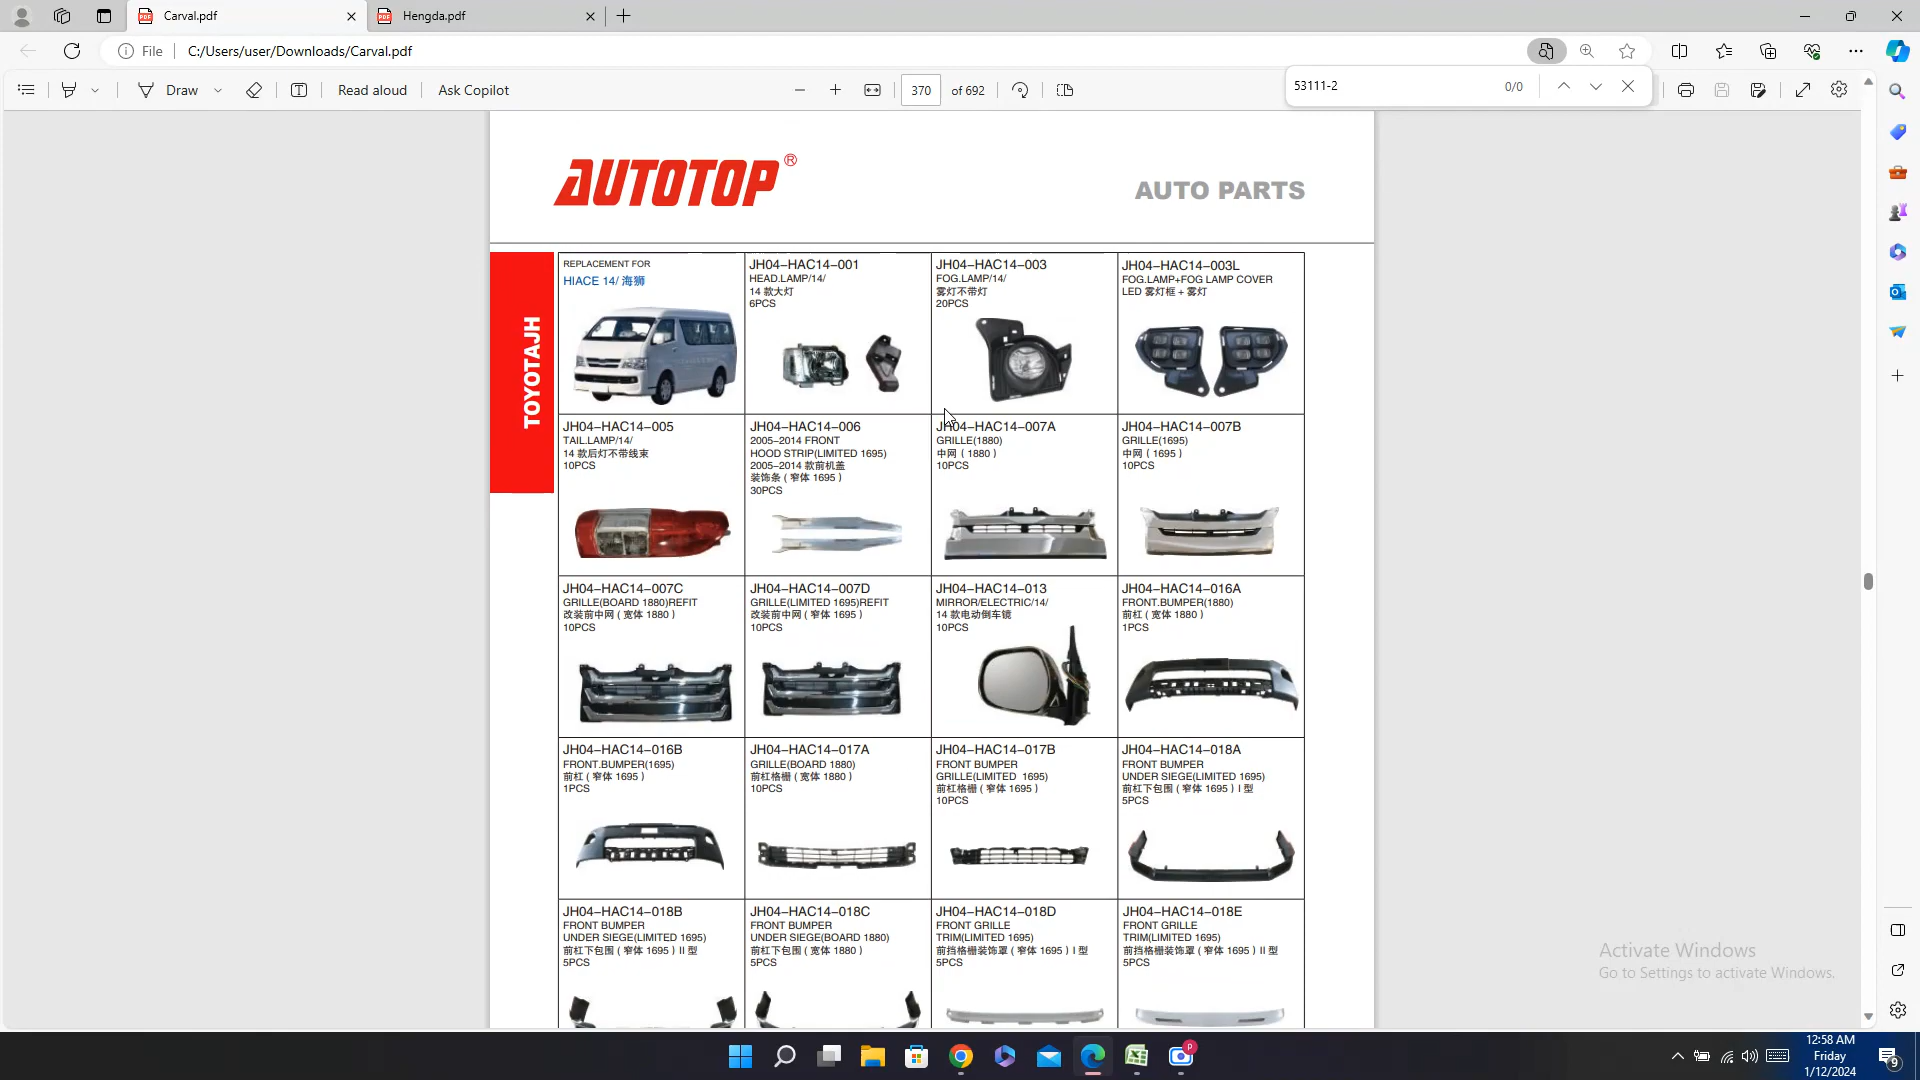 Carval.pdf
Hengda.pdf
File
C:/Users/user/Downloads/Carval.pdf
Draw
Read aloud
Ask Copilot
370
of 692
53111-2
0/0
AUTOTOP®
AUTO PARTS
TOYOTAJH
REPLACEMENT FOR
HIACE 14/ 海狮
JH04-HAC14-001
HEAD.LAMP/14/
14 款大灯
6PCS
JH04-HAC14-003
FOG.LAMP/14/
雾灯不带灯
20PCS
JH04-HAC14-003L
FOG.LAMP+FOG LAMP COVER
LED 雾灯框 + 雾灯
JH04-HAC14-005
TAIL.LAMP/14/
14 款后灯不带线束
10PCS
JH04-HAC14-006
2005-2014 FRONT
HOOD STRIP(LIMITED 1695)
2005-2014 款前机盖
装饰条 ( 窄体 1695 )
30PCS
JH04-HAC14-007A
GRILLE(1880)
中网 ( 1880 )
10PCS
JH04-HAC14-007B
GRILLE(1695)
中网 ( 1695 )
10PCS
JH04-HAC14-007C
GRILLE(BOARD 1880)REFIT
改装前中网 ( 宽体 1880 )
10PCS
JH04-HAC14-007D
GRILLE(LIMITED 1695)REFIT
改装前中网 ( 窄体 1695 )
10PCS
JH04-HAC14-013
MIRROR/ELECTRIC/14/
14 款电动倒车镜
10PCS
JH04-HAC14-016A
FRONT.BUMPER(1880)
前杠 ( 宽体 1880 )
1PCS
JH04-HAC14-016B
FRONT.BUMPER(1695)
前杠 ( 窄体 1695 )
1PCS
JH04-HAC14-017A
GRILLE(BOARD 1880)
前杠格栅 ( 宽体 1880 )
10PCS
JH04-HAC14-017B
FRONT BUMPER
GRILLE(LIMITED 1695)
前杠格栅 ( 窄体 1695 )
10PCS
JH04-HAC14-018A
FRONT BUMPER
UNDER SIEGE(LIMITED 1695)
前杠下包围 ( 窄体 1695 ) I 型
5PCS
JH04-HAC14-018B
FRONT BUMPER
UNDER SIEGE(LIMITED 1695)
前杠下包围 ( 窄体 1695 ) II 型
5PCS
JH04-HAC14-018C
FRONT BUMPER
UNDER SIEGE(BOARD 1880)
前杠下包围 ( 宽体 1880 )
5PCS
JH04-HAC14-018D
FRONT GRILLE
TRIM(LIMITED 1695)
前挡格栅装饰罩 ( 窄体 1695 ) I 型
5PCS
JH04-HAC14-018E
FRONT GRILLE
TRIM(LIMITED 1695)
前挡格栅装饰罩 ( 窄体 1695 ) II 型
5PCS
Activate Windows
Go to Settings to activate Windows.
12:58 AM
Friday
1/12/2024
9